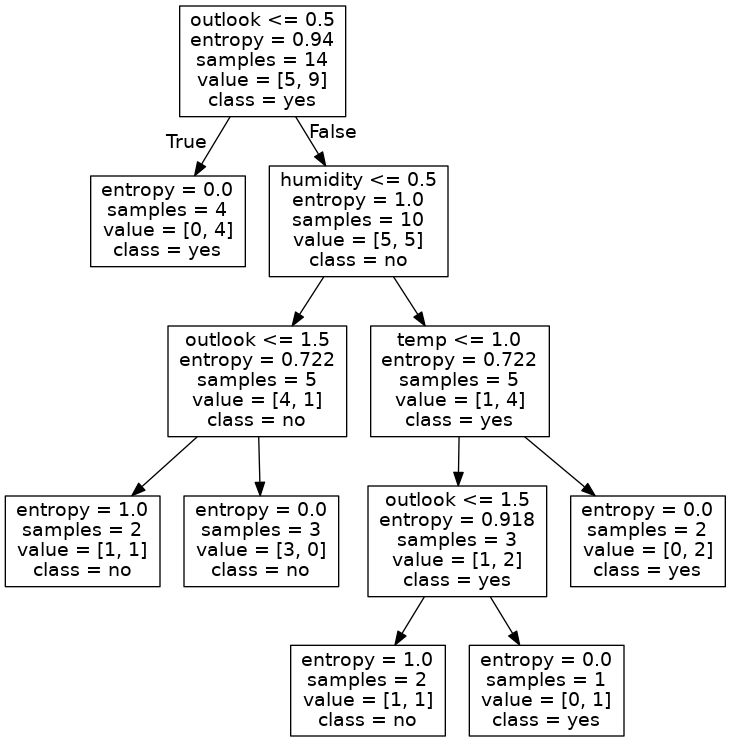 outlook <= 0.5
entropy = 0.94
samples = 14
value = [5, 9]
class = yes
True
False
entropy = 0.0
samples = 4
value = [0, 4]
class = yes
humidity <= 0.5
entropy = 1.0
samples = 10
value = [5, 5]
class = no
outlook <= 1.5
entropy = 0.722
samples = 5
value = [4, 1]
class = no
temp <= 1.0
entropy = 0.722
samples = 5
value = [1, 4]
class = yes
entropy = 1.0
samples = 2
value = [1, 1]
class = no
entropy = 0.0
samples = 3
value = [3, 0]
class = no
outlook <= 1.5
entropy = 0.918
samples = 3
value = [1, 2]
class = yes
entropy = 0.0
samples = 2
value = [0, 2]
class = yes
entropy = 1.0
samples = 2
value = [1, 1]
class = no
entropy = 0.0
samples = 1
value = [0, 1]
class = yes